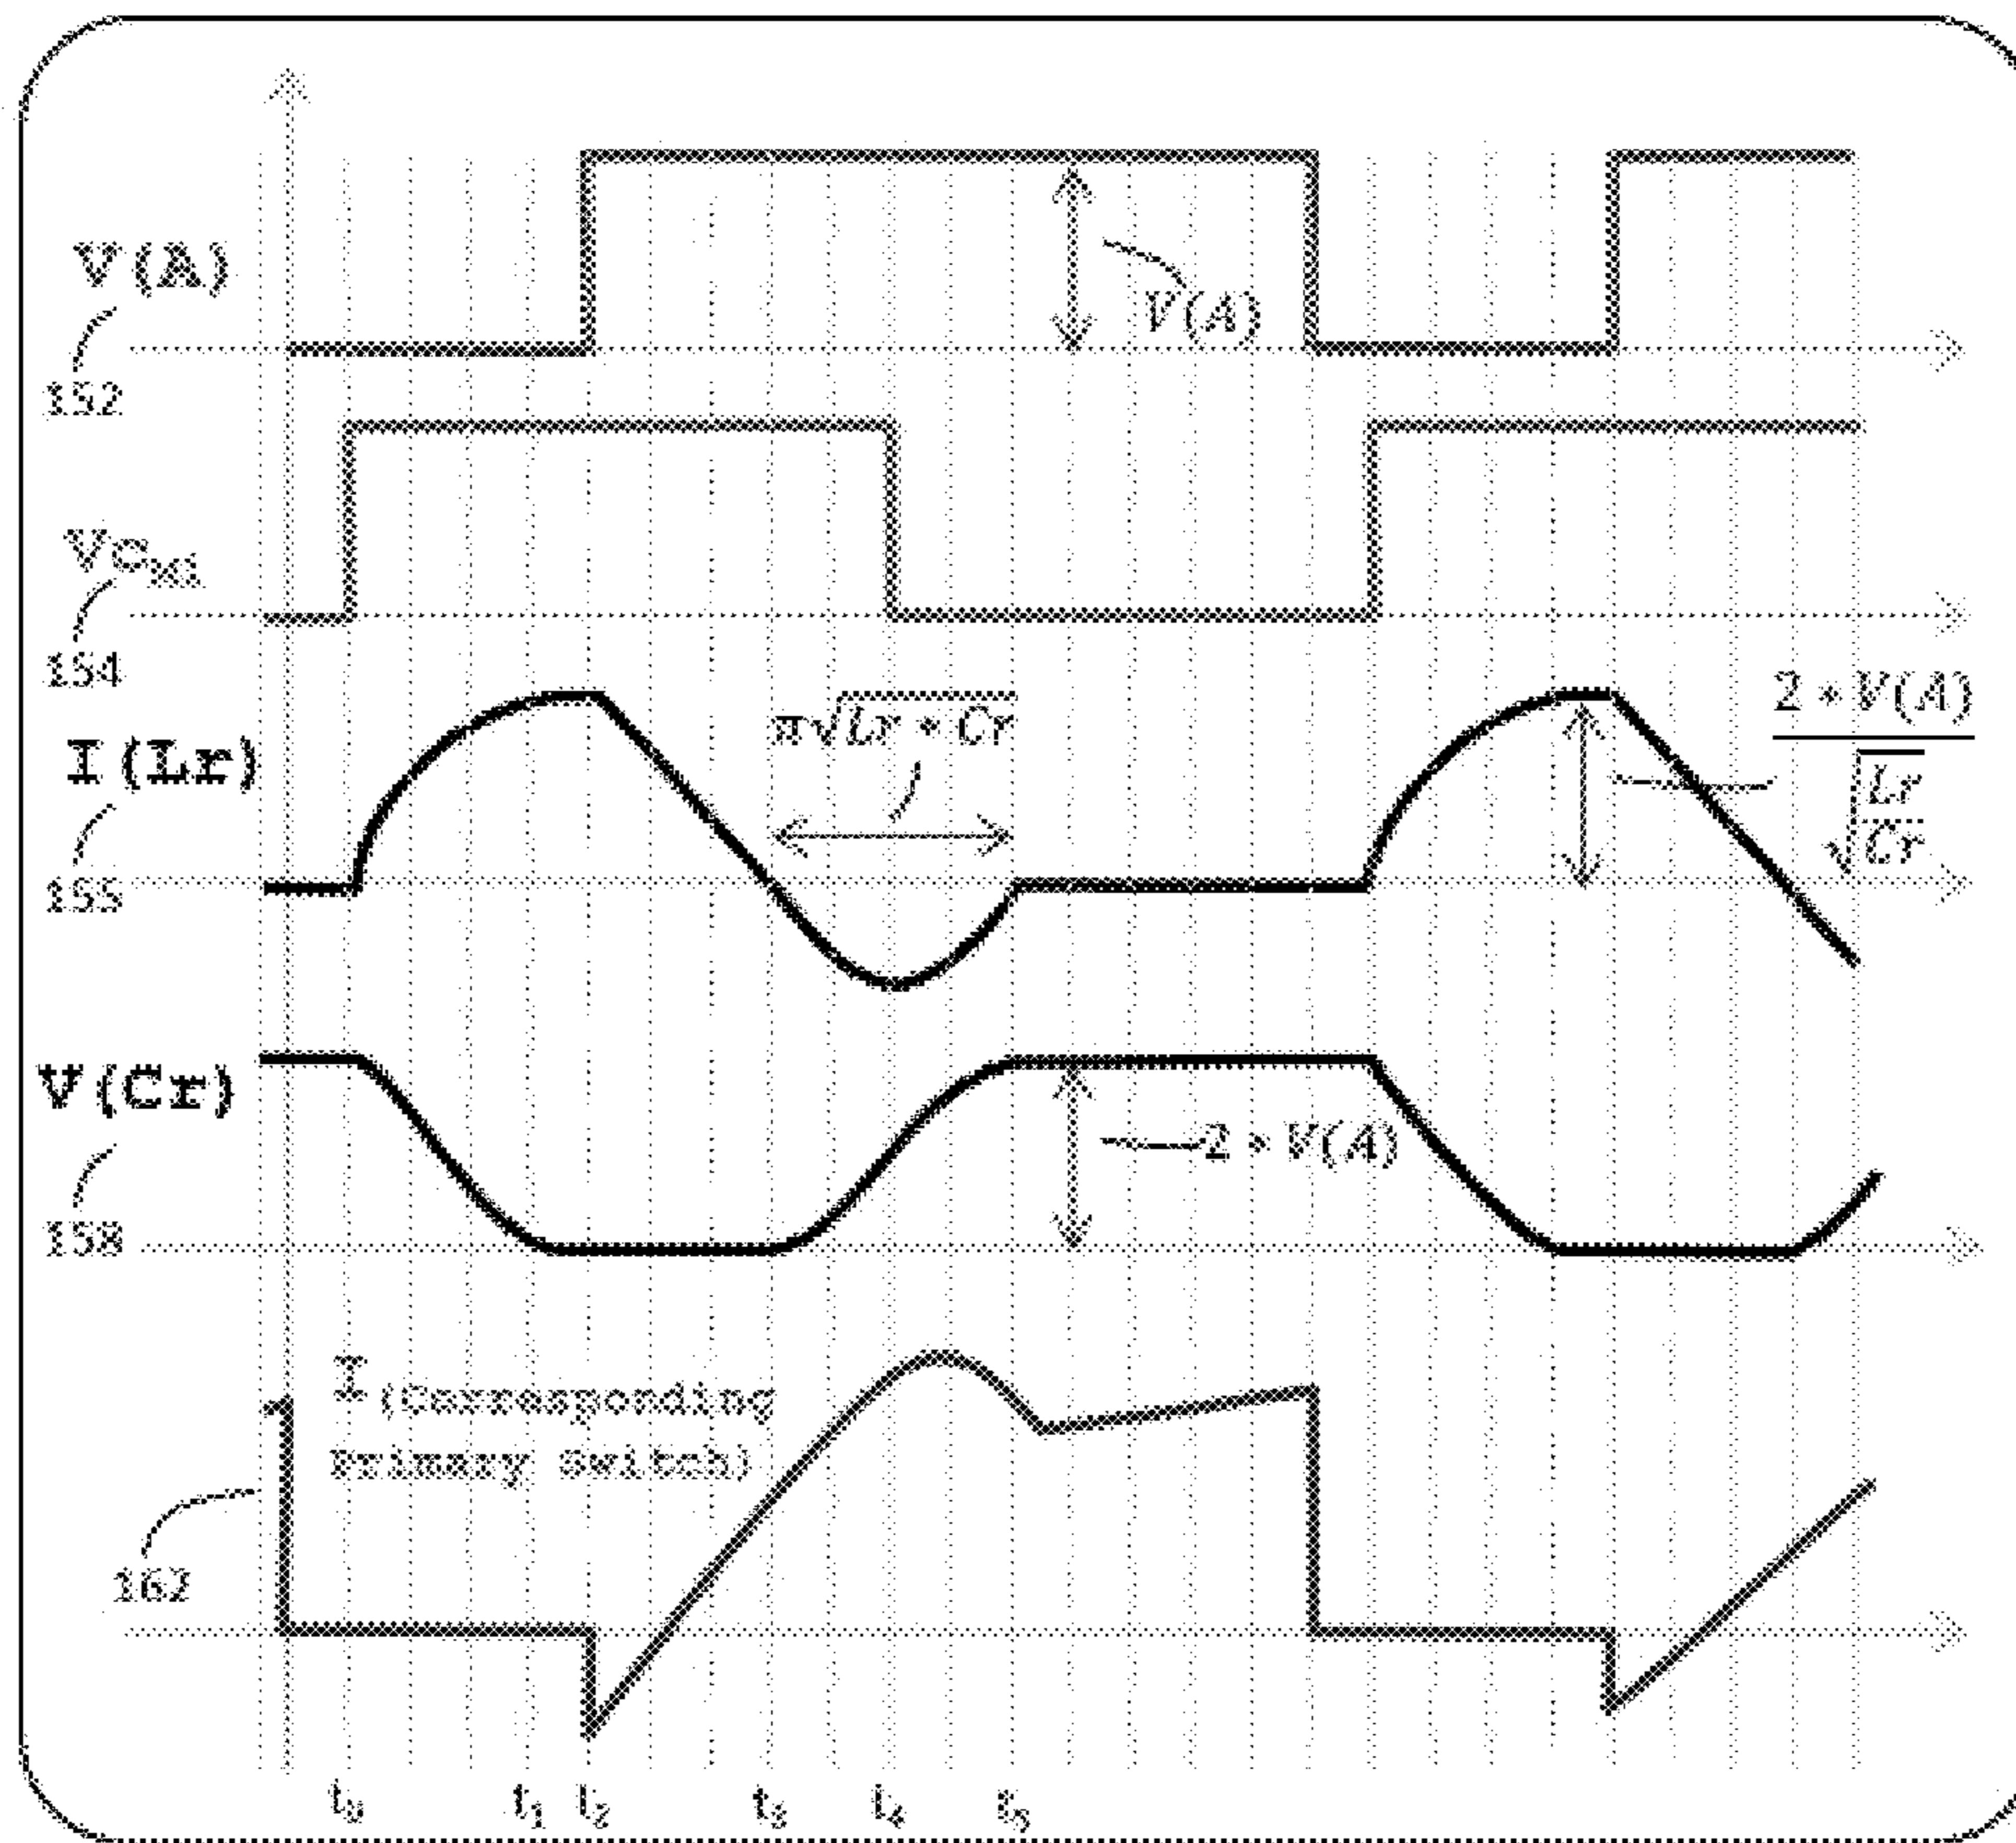 V(A)
152
V(A)
VC_Mi
154
I(Lr)
155
π√Lr * Cr
2 * V(A)
√Lr
Cr
V(Cr)
158
2 * V(A)
I (Corresponding
Primary Switch)
162
t₀ t₁ t₂ t₃ t₄ t₅